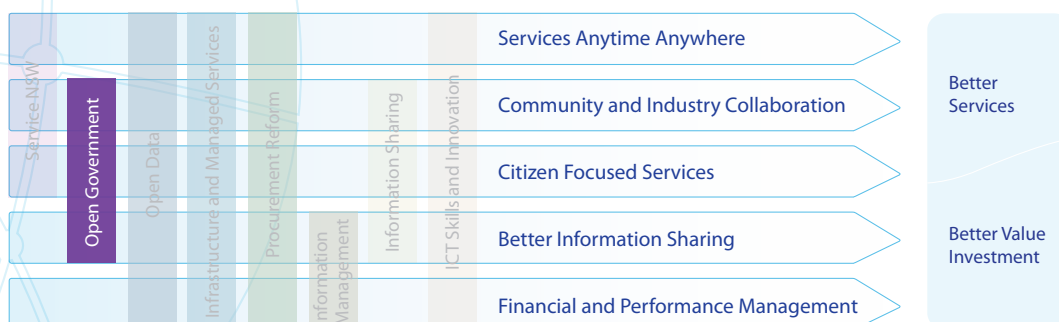 Service NSW
Open Government
Open Data
Infrastructure and Managed Services
Procurement Reform
nformation
Management
Information Sharing
ICT Skills and Innovation
Services Anytime Anywhere
Community and Industry Collaboration
Citizen Focused Services
Better Information Sharing
Financial and Performance Management
Better
Services
Better Value
Investment